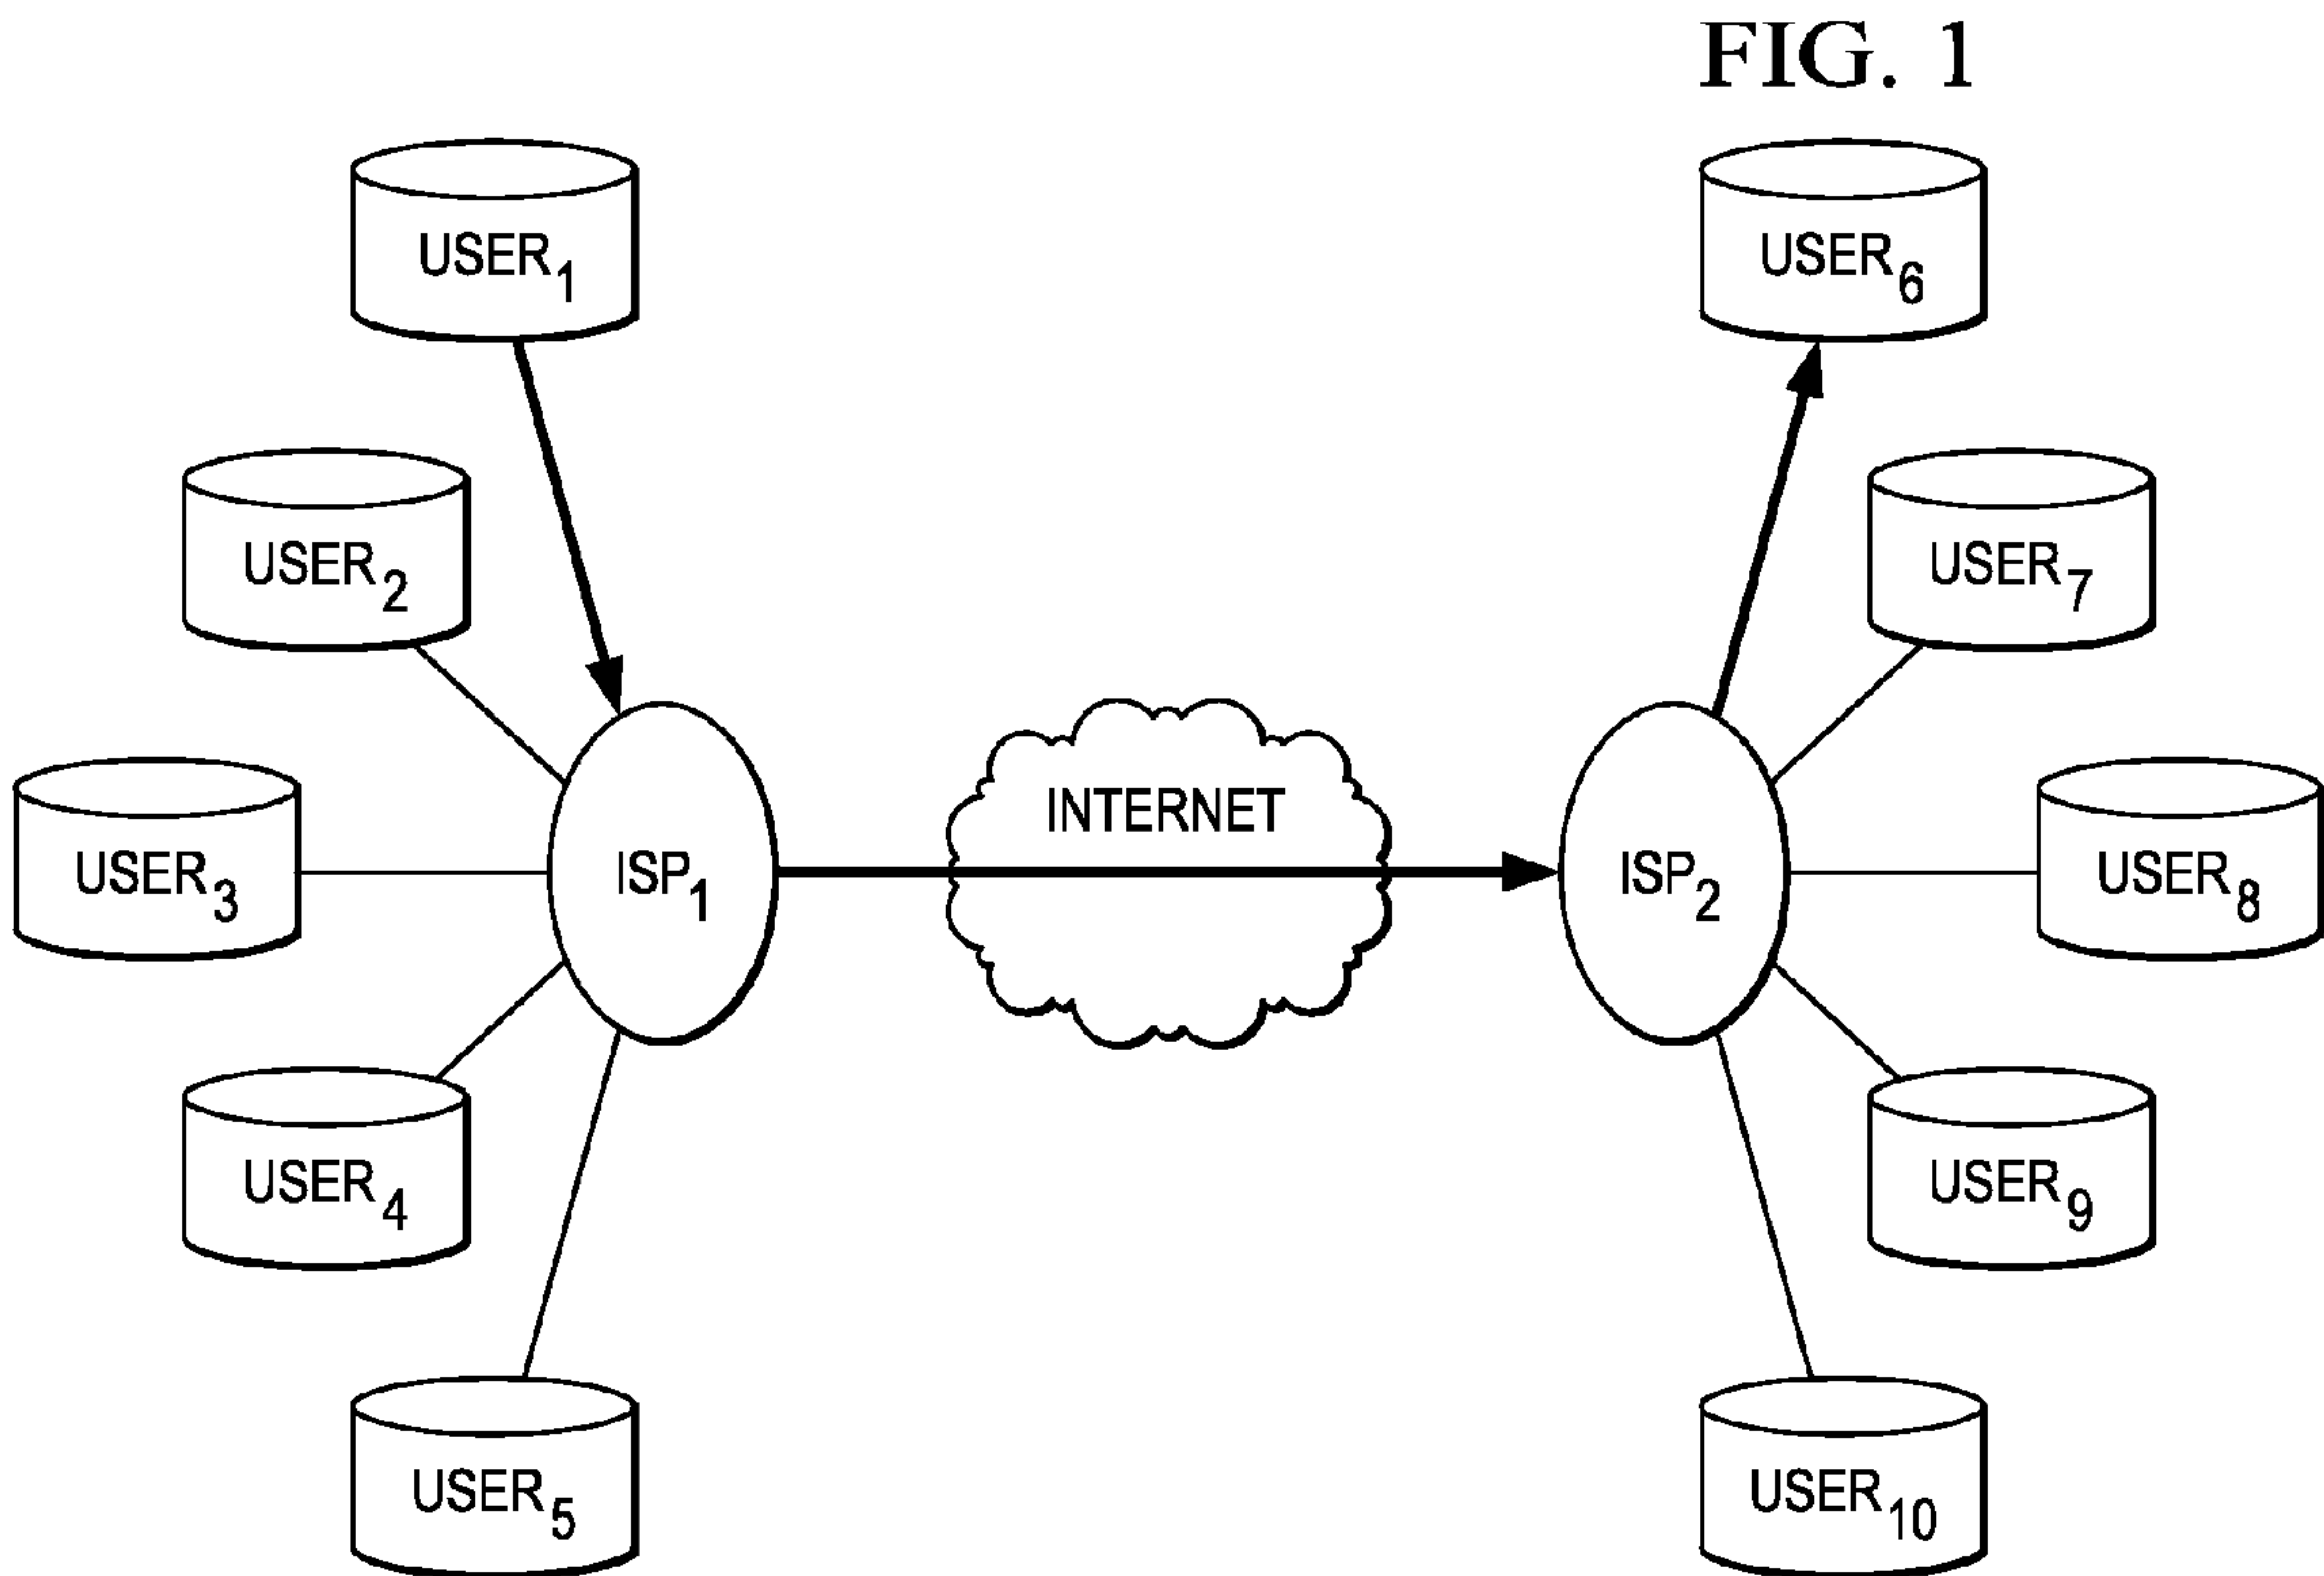 FIG. 1
USER1
USER6
USER2
USER7
INTERNET
USER3
ISP1
ISP2
USER8
USER4
USER9
USER5
USER10